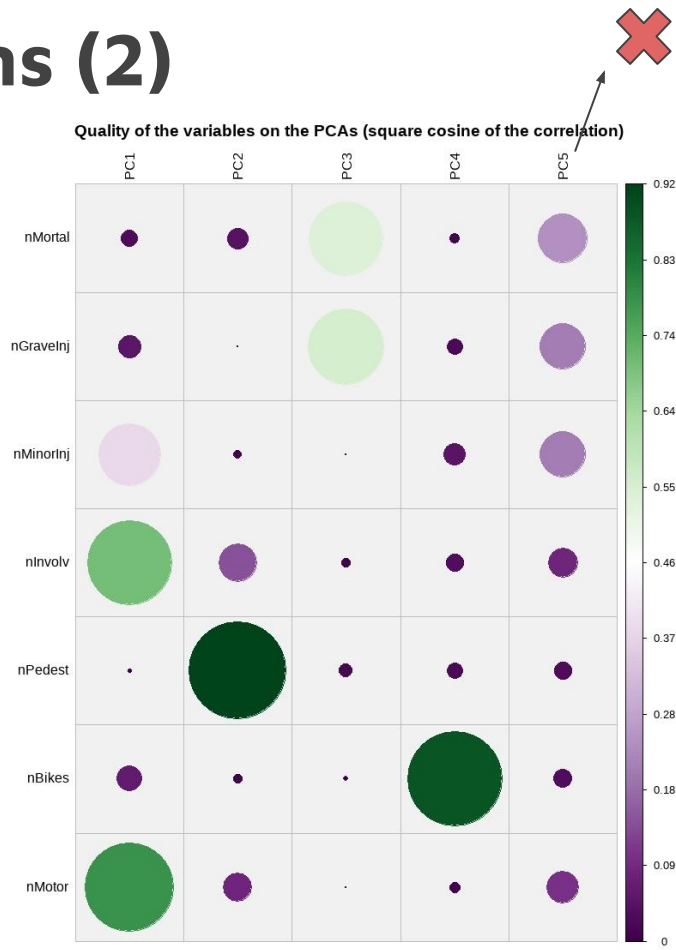 ns (2)
Quality of the variables on the PCAs (square cosine of the correlation)
PC1 PC2 PC3 PC4 PC5
nMortal
nGraveInj
nMinorInj
nInvolv
nPedest
nBikes
nMotor
0.92
0.83
0.74
0.64
0.55
0.46
0.37
0.28
0.18
0.09
0